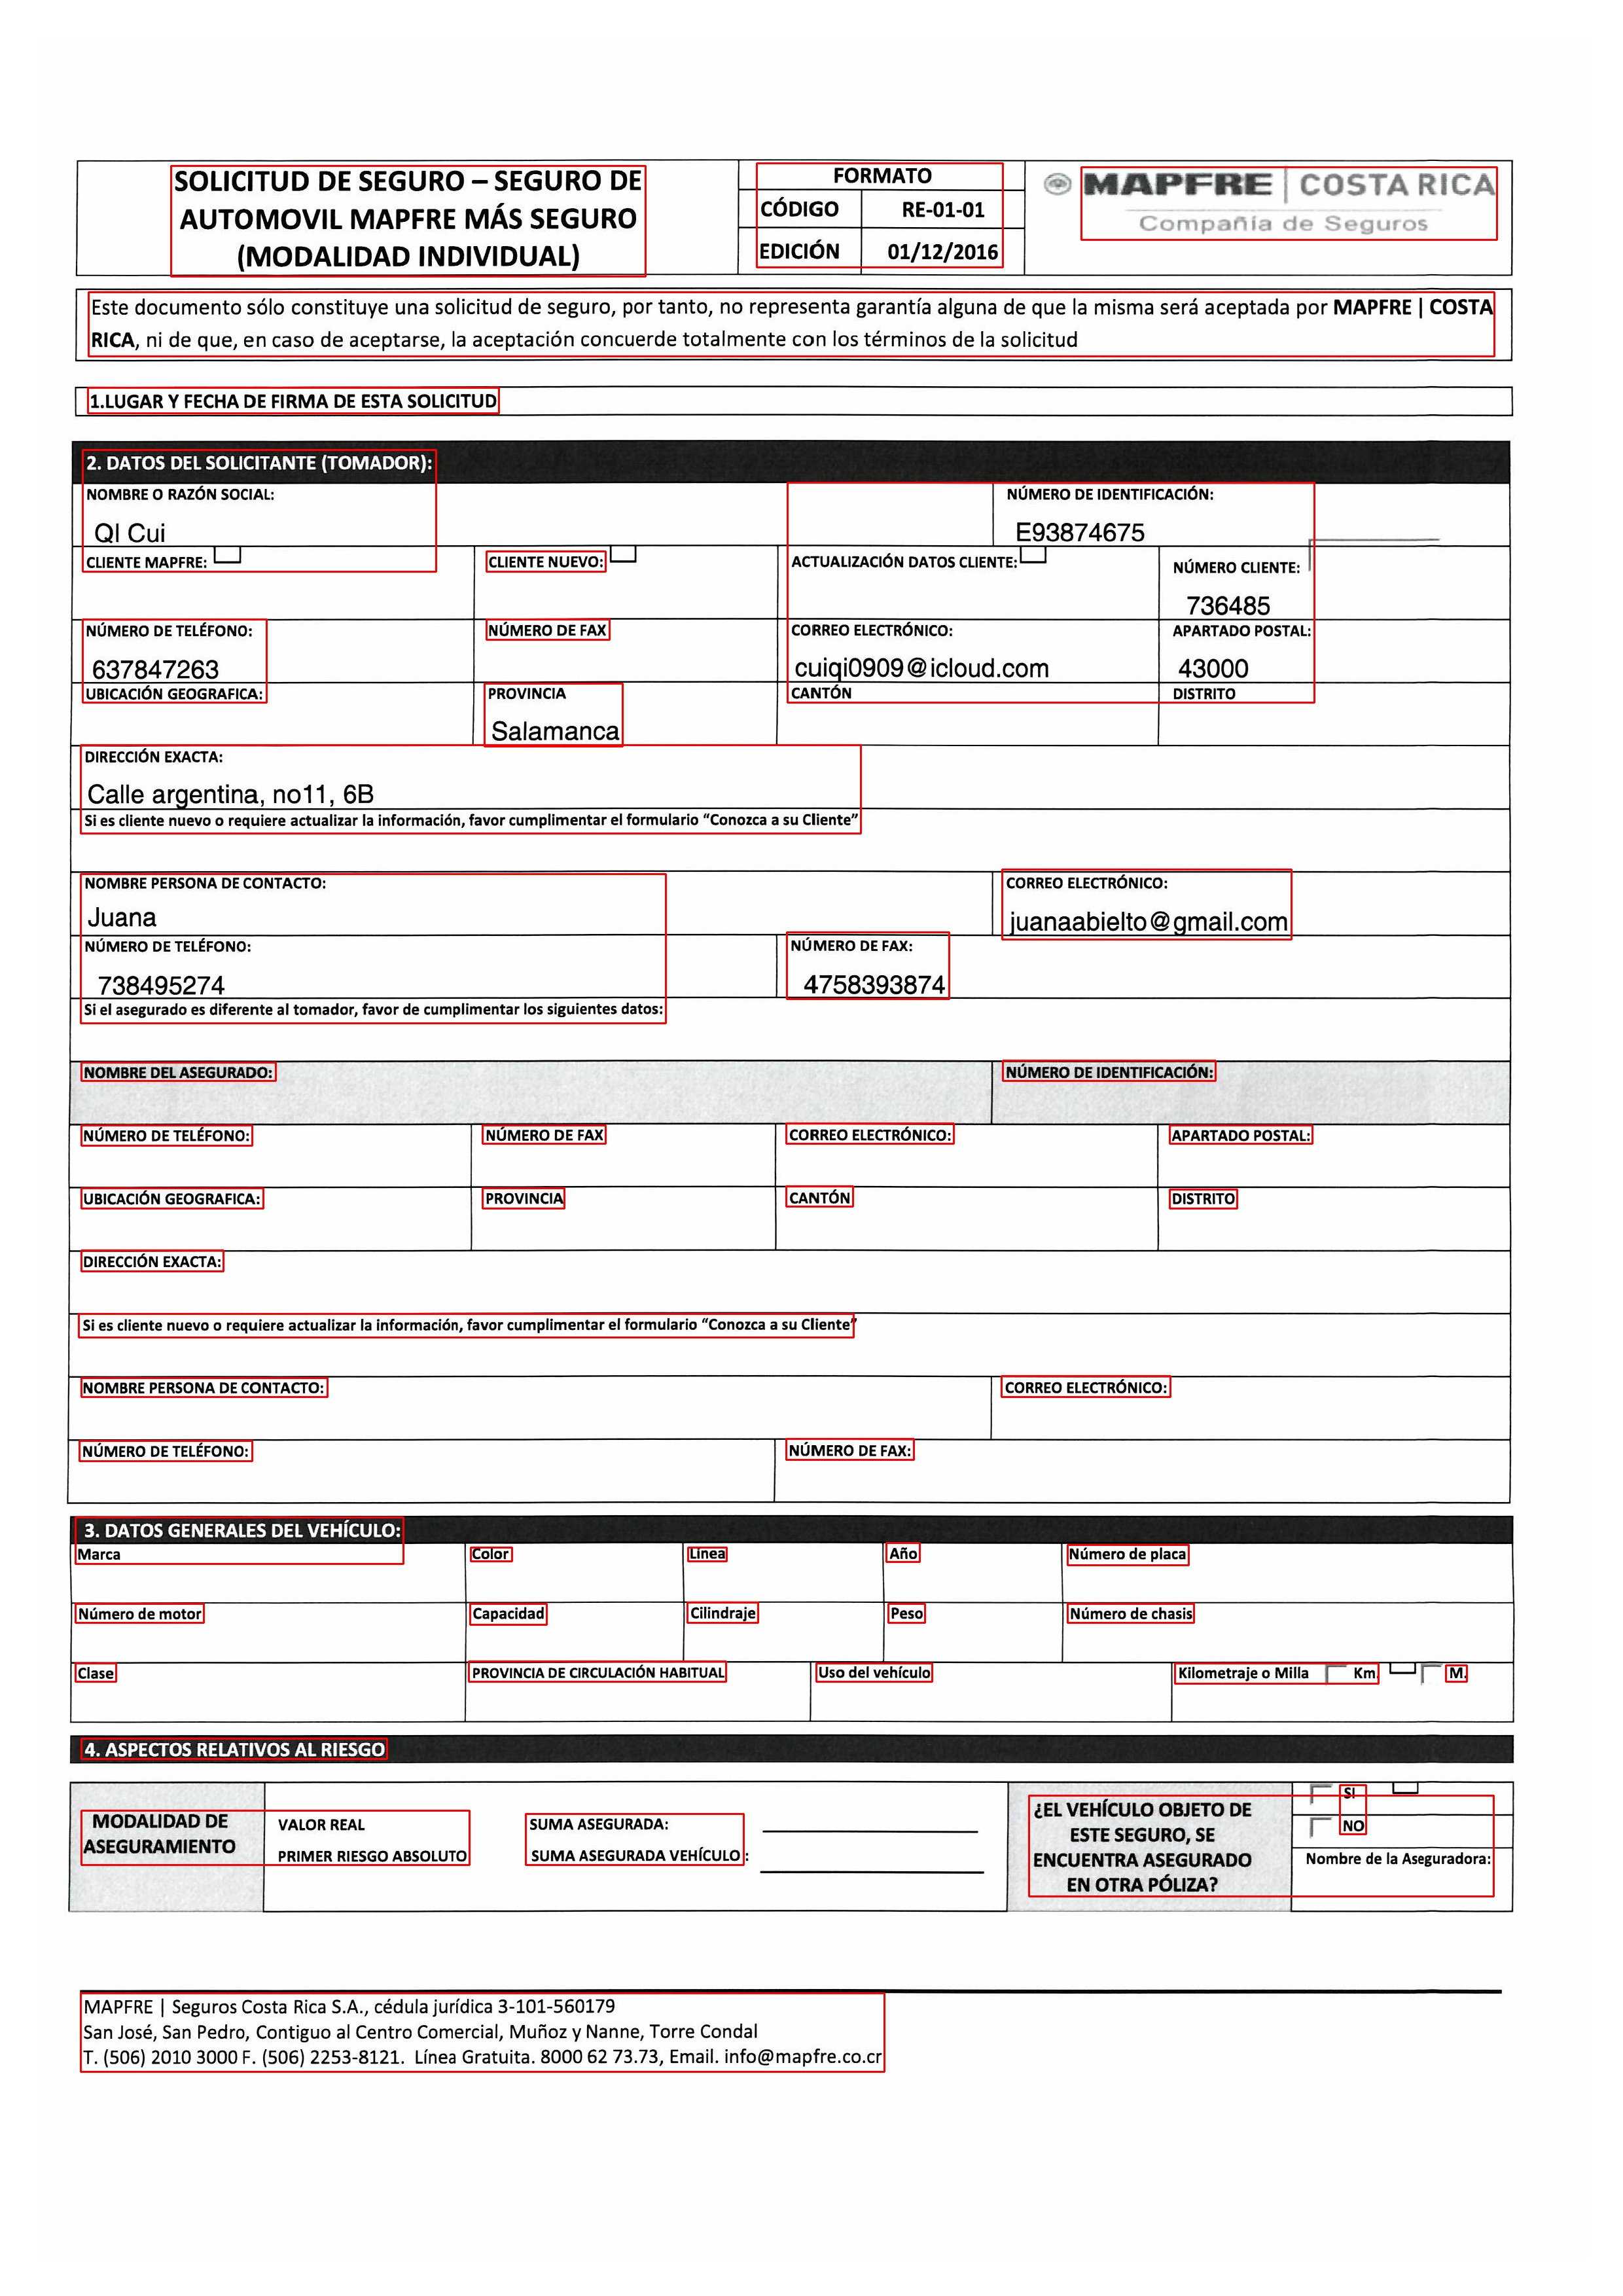 SOLICITUD DE SEGURO – SEGURO DE
AUTOMOVIL MAPFRE MÁS SEGURO
(MODALIDAD INDIVIDUAL)
FORMATO
CÓDIGO RE-01-01
EDICIÓN 01/12/2016
MAPFRE | COSTA RICA
Compañía de Seguros
Este documento sólo constituye una solicitud de seguro, por tanto, no representa garantía alguna de que la misma será aceptada por MAPFRE | COSTA
RICA, ni de que, en caso de aceptarse, la aceptación concuerde totalmente con los términos de la solicitud
1.LUGAR Y FECHA DE FIRMA DE ESTA SOLICITUD
2. DATOS DEL SOLICITANTE (TOMADOR):
NOMBRE O RAZÓN SOCIAL: NÚMERO DE IDENTIFICACIÓN:
QI Cui E93874675
CLIENTE MAPFRE: CLIENTE NUEVO: ACTUALIZACIÓN DATOS CLIENTE: NÚMERO CLIENTE:
736485
NÚMERO DE TELÉFONO: NÚMERO DE FAX CORREO ELECTRÓNICO: APARTADO POSTAL:
637847263 cuiqi0909@icloud.com 43000
UBICACIÓN GEOGRAFICA: PROVINCIA CANTÓN DISTRITO
Salamanca
DIRECCIÓN EXACTA:
Calle argentina, no11, 6B
Si es cliente nuevo o requiere actualizar la información, favor cumplimentar el formulario “Conozca a su Cliente”
NOMBRE PERSONA DE CONTACTO: CORREO ELECTRÓNICO:
Juana juanaabielto@gmail.com
NÚMERO DE TELÉFONO: NÚMERO DE FAX:
738495274 4758393874
Si el asegurado es diferente al tomador, favor de cumplimentar los siguientes datos:
NOMBRE DEL ASEGURADO: NÚMERO DE IDENTIFICACIÓN:
NÚMERO DE TELÉFONO: NÚMERO DE FAX CORREO ELECTRÓNICO: APARTADO POSTAL:
UBICACIÓN GEOGRAFICA: PROVINCIA CANTÓN DISTRITO
DIRECCIÓN EXACTA:
Si es cliente nuevo o requiere actualizar la información, favor cumplimentar el formulario “Conozca a su Cliente”
NOMBRE PERSONA DE CONTACTO: CORREO ELECTRÓNICO:
NÚMERO DE TELÉFONO: NÚMERO DE FAX:
3. DATOS GENERALES DEL VEHÍCULO:
Marca Color Línea Año Número de placa
Número de motor Capacidad Cilindraje Peso Número de chasis
Clase PROVINCIA DE CIRCULACIÓN HABITUAL Uso del vehículo Kilometraje o Milla Km. M.
4. ASPECTOS RELATIVOS AL RIESGO
MODALIDAD DE
ASEGURAMIENTO
VALOR REAL SUMA ASEGURADA:
PRIMER RIESGO ABSOLUTO SUMA ASEGURADA VEHÍCULO :
¿EL VEHÍCULO OBJETO DE
ESTE SEGURO, SE
ENCUENTRA ASEGURADO
EN OTRA PÓLIZA?
SI
NO
Nombre de la Aseguradora:
MAPFRE | Seguros Costa Rica S.A., cédula jurídica 3-101-560179
San José, San Pedro, Contiguo al Centro Comercial, Muñoz y Nanne, Torre Condal
T. (506) 2010 3000 F. (506) 2253-8121. Línea Gratuita. 8000 62 73.73, Email. info@mapfre.co.cr